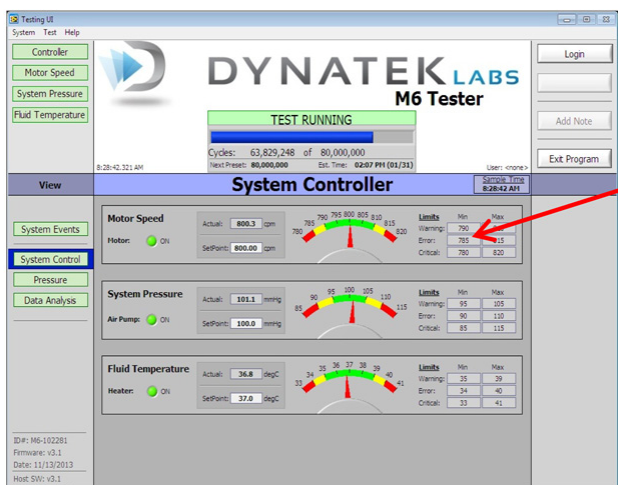 Testing UI
System Test Help
Controller
Motor Speed
System Pressure
Fluid Temperature
DYNATEK LABS
M6 Tester
TEST RUNNING
Cycles: 63,829,248 of 80,000,000
8:28:42.321 AM
Next Preset: 80,000,000 Est. Time: 02:07 PM (01/31)
User: <none>
Login
Add Note
Exit Program
View
System Controller
Sample Time
8:28:42 AM
System Events
System Control
Pressure
Data Analysis
Motor Speed
Motor: ON
Actual: 800.3 cpm
SetPoint: 800.00 cpm
780 785 790 795 800 805 810 815 820
Limits Min Max
Warning: 790
Error: 785 815
Critical: 780 820
System Pressure
Air Pump: ON
Actual: 101.1 mmHg
SetPoint: 100.0 mmHg
85 90 95 100 105 110 115
Limits Min Max
Warning: 95 105
Error: 90 110
Critical: 85 115
Fluid Temperature
Heater: ON
Actual: 36.8 degC
SetPoint: 37.0 degC
33 34 35 36 37 38 39 40 41
Limits Min Max
Warning: 35 39
Error: 34 40
Critical: 33 41
ID#: M6-102281
Firmware: v3.1
Date: 11/13/2013
Host SW: v3.1